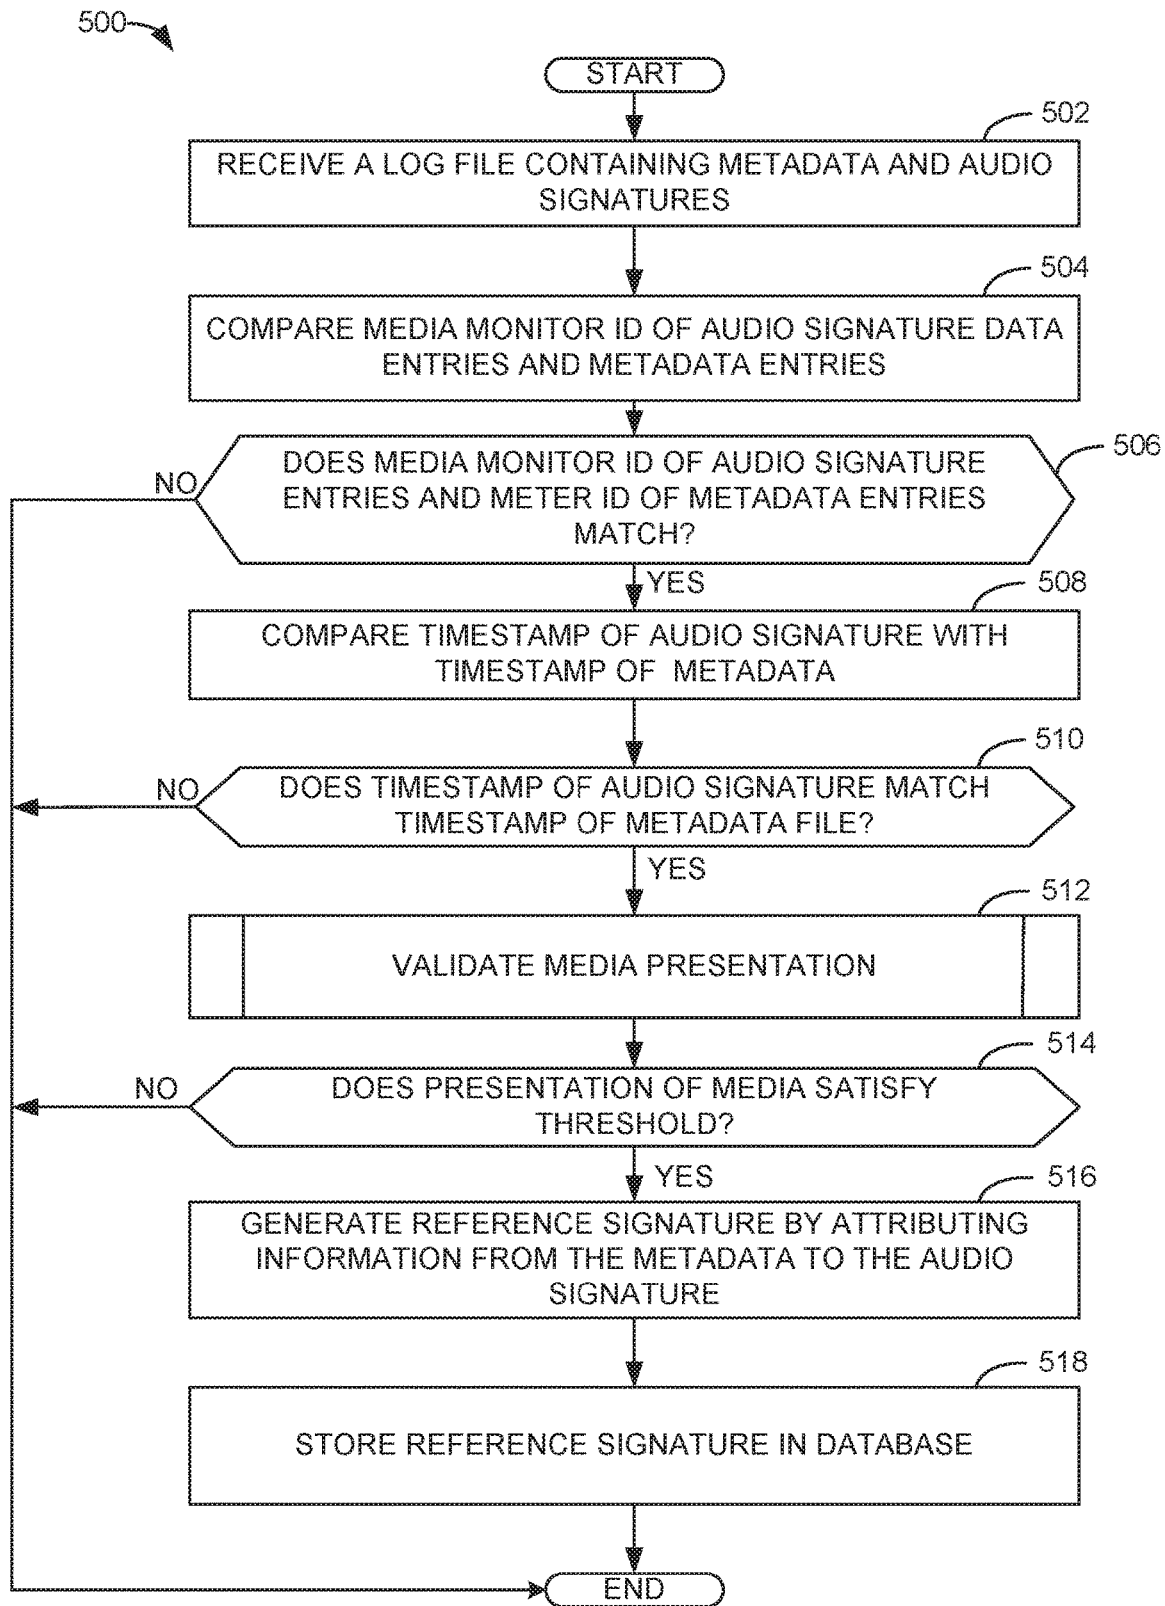 500
START
502
RECEIVE A LOG FILE CONTAINING METADATA AND AUDIO
SIGNATURES
504
COMPARE MEDIA MONITOR ID OF AUDIO SIGNATURE DATA
ENTRIES AND METADATA ENTRIES
506
DOES MEDIA MONITOR ID OF AUDIO SIGNATURE
ENTRIES AND METER ID OF METADATA ENTRIES
MATCH?
NO
YES
508
COMPARE TIMESTAMP OF AUDIO SIGNATURE WITH
TIMESTAMP OF METADATA
510
DOES TIMESTAMP OF AUDIO SIGNATURE MATCH
TIMESTAMP OF METADATA FILE?
NO
YES
512
VALIDATE MEDIA PRESENTATION
514
DOES PRESENTATION OF MEDIA SATISFY
THRESHOLD?
NO
YES
516
GENERATE REFERENCE SIGNATURE BY ATTRIBUTING
INFORMATION FROM THE METADATA TO THE AUDIO
SIGNATURE
518
STORE REFERENCE SIGNATURE IN DATABASE
END